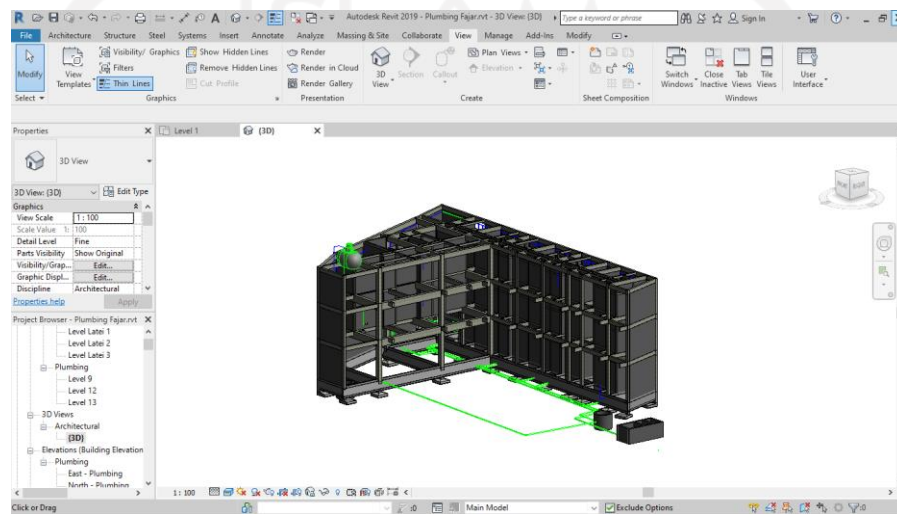 Autodesk Revit 2019 - Plumbing Fajar.rvt - 3D View: {3D}
Type a keyword or phrase
Sign In
File Architecture Structure Steel Systems Insert Annotate Analyze Massing & Site Collaborate View Manage Add-Ins Modify
Modify
View Templates
Visibility/ Graphics
Filters
Thin Lines
Show Hidden Lines
Remove Hidden Lines
Cut Profile
Render
Render in Cloud
Render Gallery
3D View
Section
Callout
Plan Views
Elevation
Switch Windows
Close Inactive
Tab Views
Tile Views
User Interface
Select
Graphics
Presentation
Create
Sheet Composition
Windows
Properties
Level 1
{3D}
3D View
3D View: {3D}
Edit Type
Graphics
View Scale 1 : 100
Scale Value 1: 100
Detail Level Fine
Parts Visibility Show Original
Visibility/Grap... Edit...
Graphic Displ... Edit...
Discipline Architectural
Properties help
Apply
Project Browser - Plumbing Fajar.rvt
Level Latei 1
Level Latei 2
Level Latei 3
Plumbing
Level 9
Level 12
Level 13
3D Views
Architectural
{3D}
Elevations (Building Elevation
Plumbing
East - Plumbing
North - Plumbing
1 : 100
Click or Drag
:0
Main Model
Exclude Options
:0